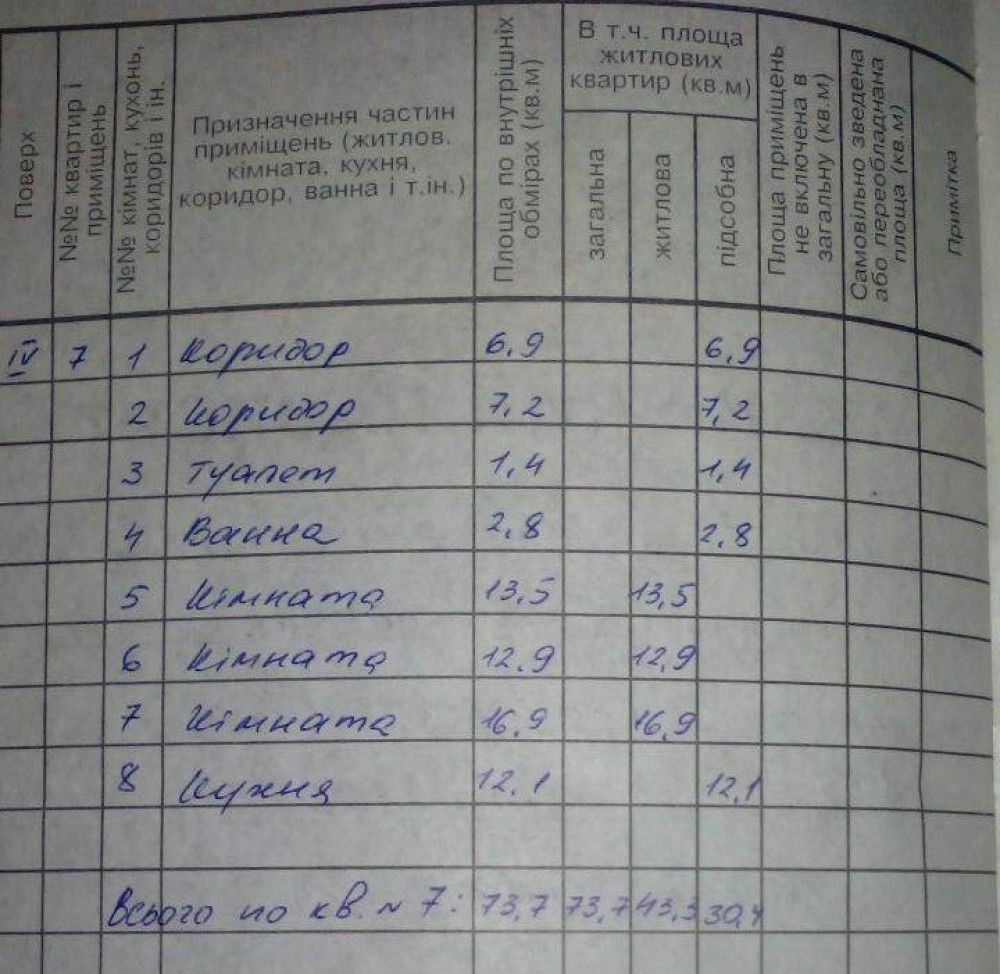 Поверх
№№ квартир і
приміщень
№№ кімнат, кухонь,
коридорів і ін.
Призначення частин
приміщень (житлов.
кімната, кухня,
коридор, ванна і т.ін.)
Площа по внутрішніх
обмірах (кв.м)
В т.ч. площа
житлових
квартир (кв.м)
загальна
житлова
підсобна
Площа приміщень
не включена в
загальну (кв.м)
Самовільно зведена
або переобладнана
площа (кв.м)
Примітка
IV 7 1 Коридор 6,9 6,9
2 Коридор 7,2 7,2
3 Туалет 1,4 1,4
4 Ванна 2,8 2,8
5 Кімната 13,5 13,5
6 Кімната 12,9 12,9
7 Кімната 16,9 16,9
8 Кухня 12,1 12,1
Всього по кв. № 7: 73,7 73,7 43,3 30,4